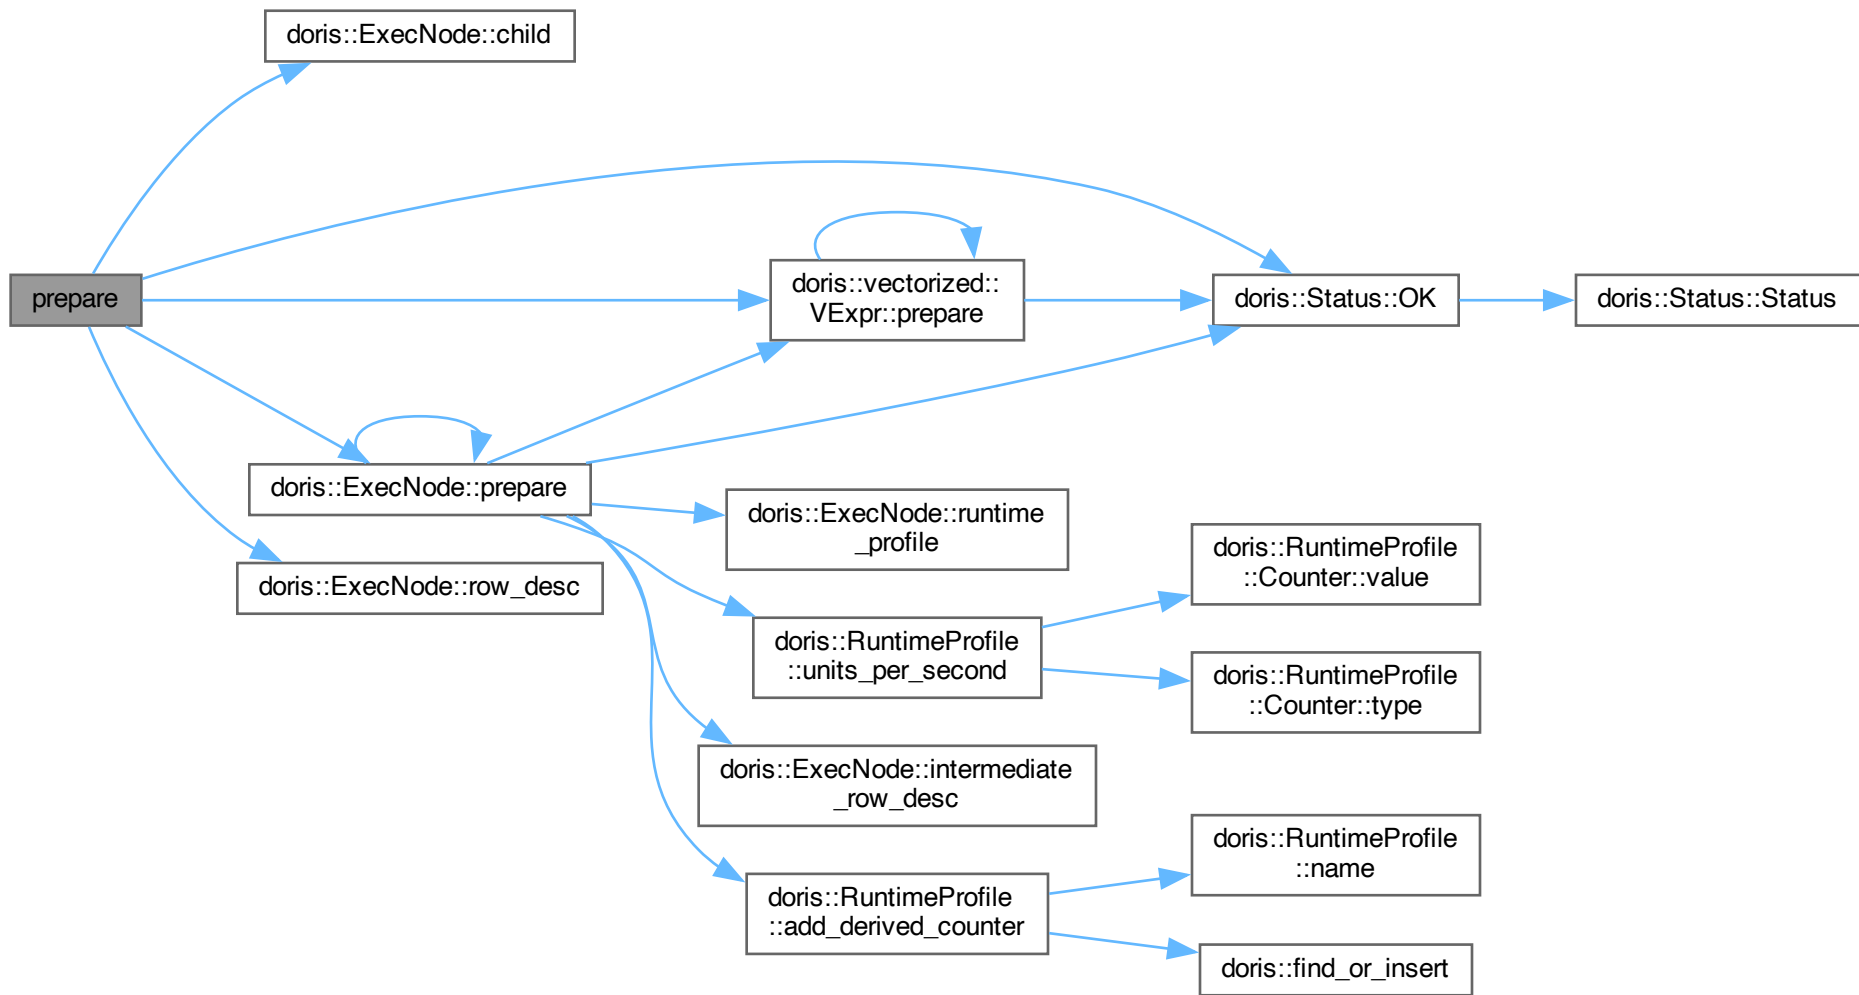 doris::ExecNode::child
prepare
doris::vectorized::
VExpr::prepare
doris::Status::OK
doris::Status::Status
doris::ExecNode::prepare
doris::ExecNode::row_desc
doris::ExecNode::runtime
_profile
doris::RuntimeProfile
::Counter::value
doris::RuntimeProfile
::units_per_second
doris::RuntimeProfile
::Counter::type
doris::ExecNode::intermediate
_row_desc
doris::RuntimeProfile
::name
doris::RuntimeProfile
::add_derived_counter
doris::find_or_insert